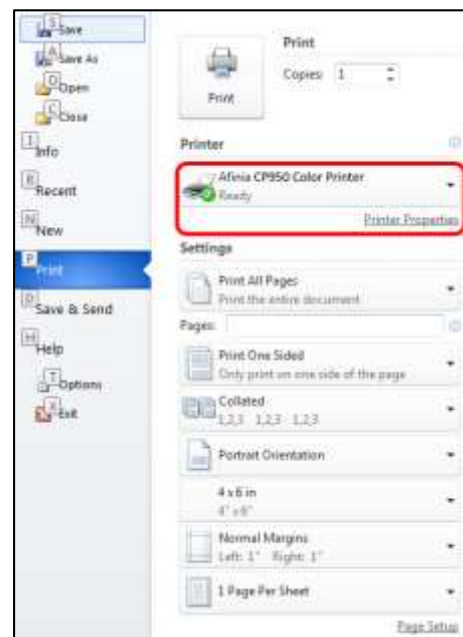 S
Save
A
Save As
O
Open
C
Close
I
Info
R
Recent
N
New
P
Print
D
Save & Send
H
Help
T
Options
X
Exit
Print
Print
Copies: 1
Printer
Afinia CP950 Color Printer
Ready
Printer Properties
Settings
Print All Pages
Print the entire document
Pages:
Print One Sided
Only print on one side of the page
Collated
1,2,3 1,2,3 1,2,3
Portrait Orientation
4 x 6 in
4" x 6"
Normal Margins
Left: 1" Right: 1"
1 Page Per Sheet
Page Setup